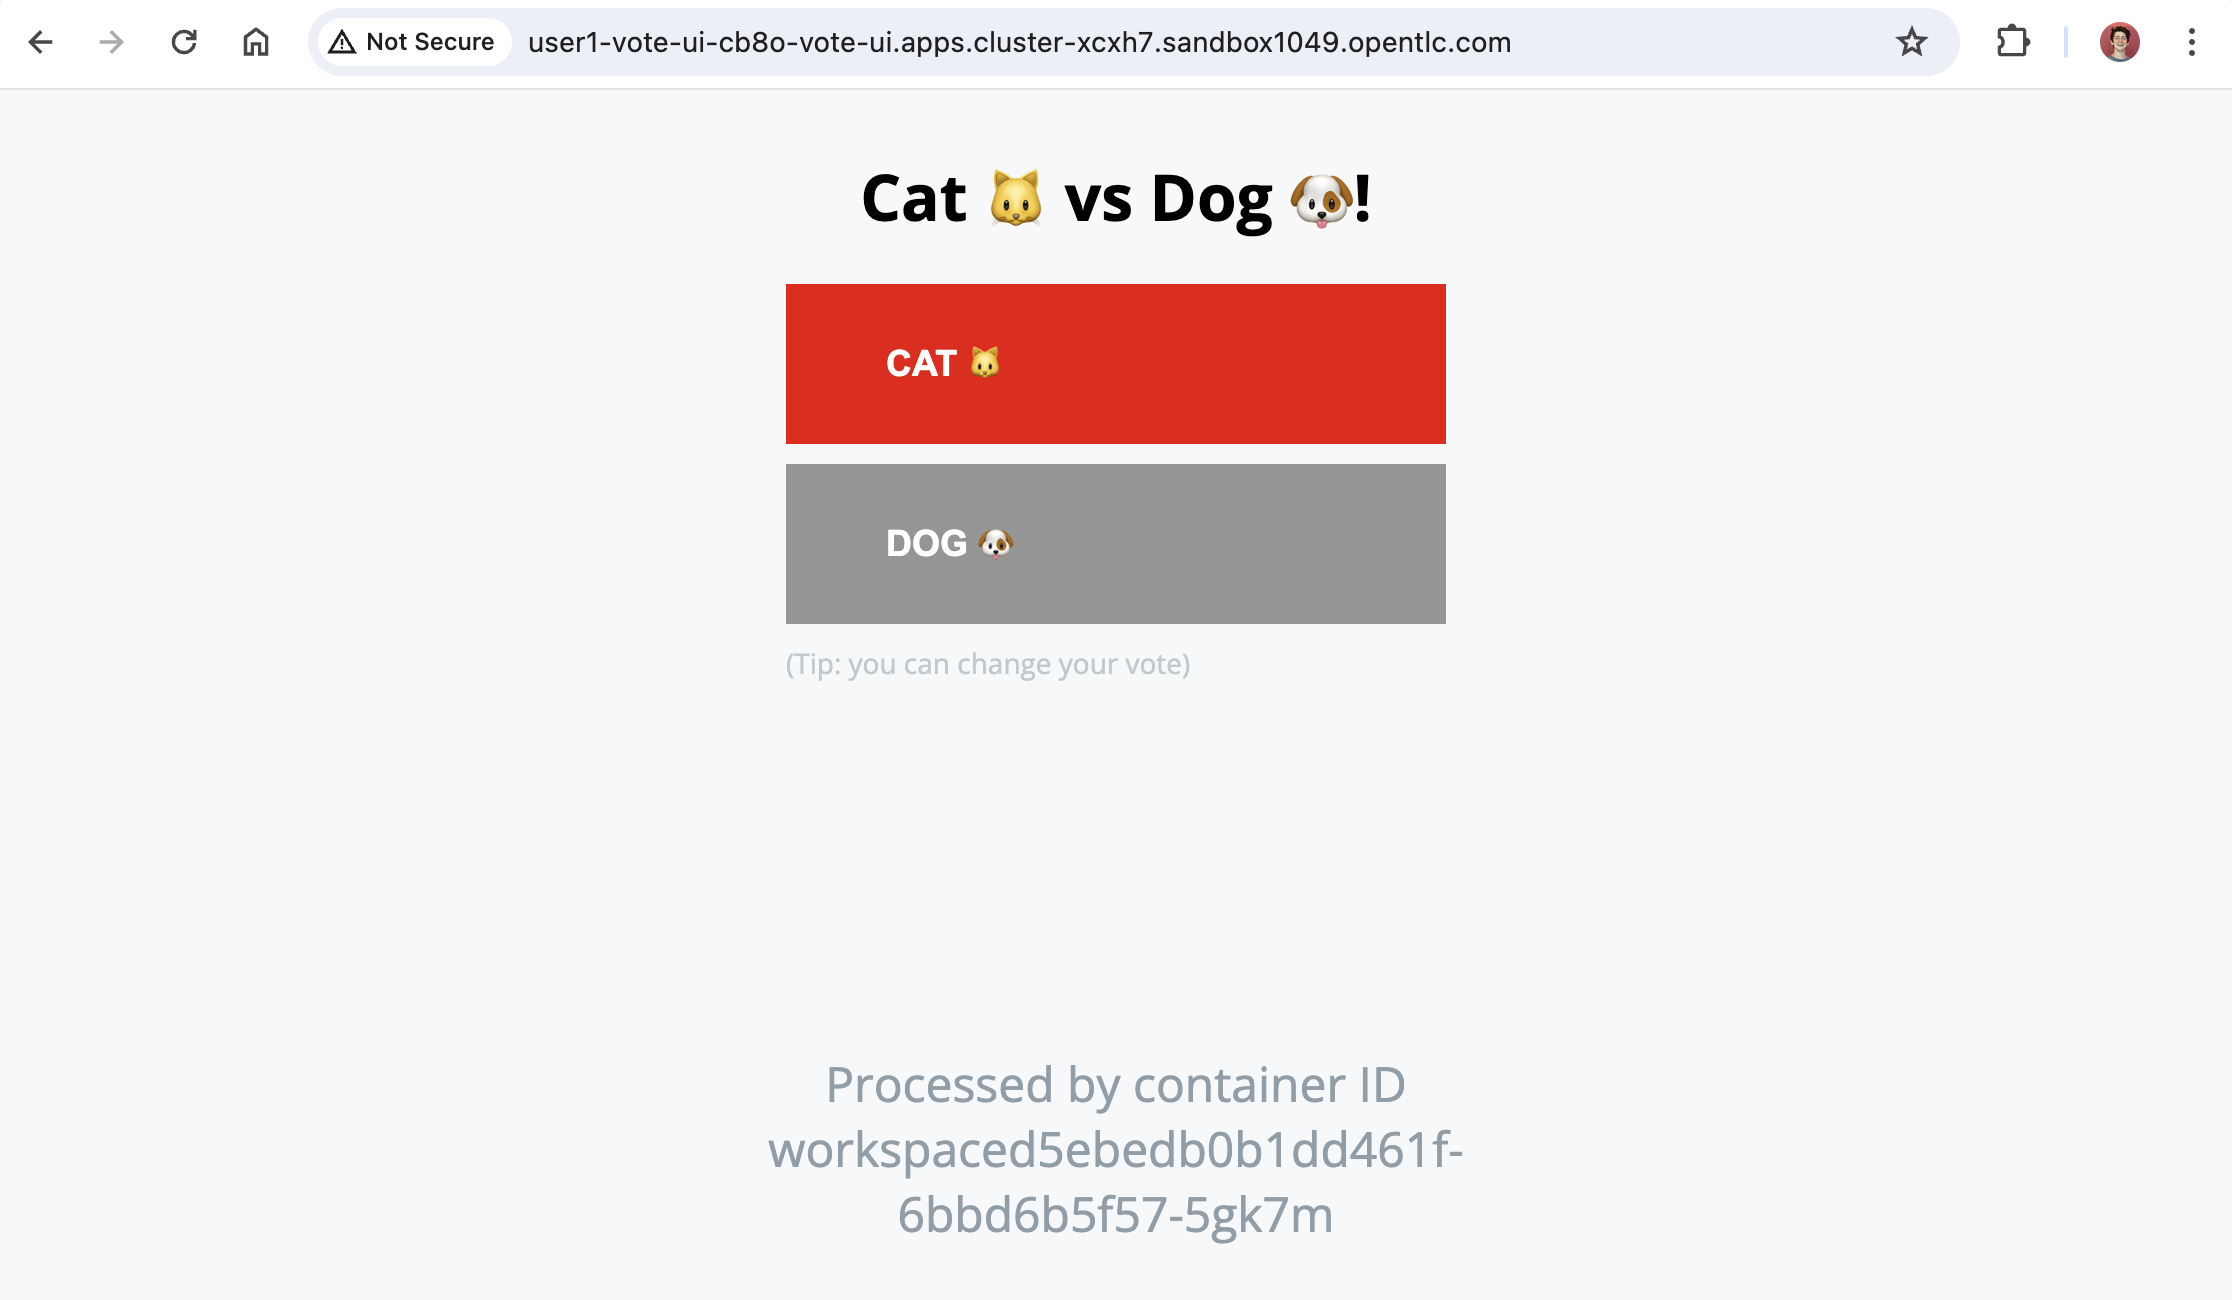 Not Secure user1-vote-ui-cb8o-vote-ui.apps.cluster-xcxh7.sandbox1049.opentlc.com
Cat 🐱 vs Dog 🐶!
CAT 🐱
DOG 🐶
(Tip: you can change your vote)
Processed by container ID
workspaced5ebedb0b1dd461f-
6bbd6b5f57-5gk7m